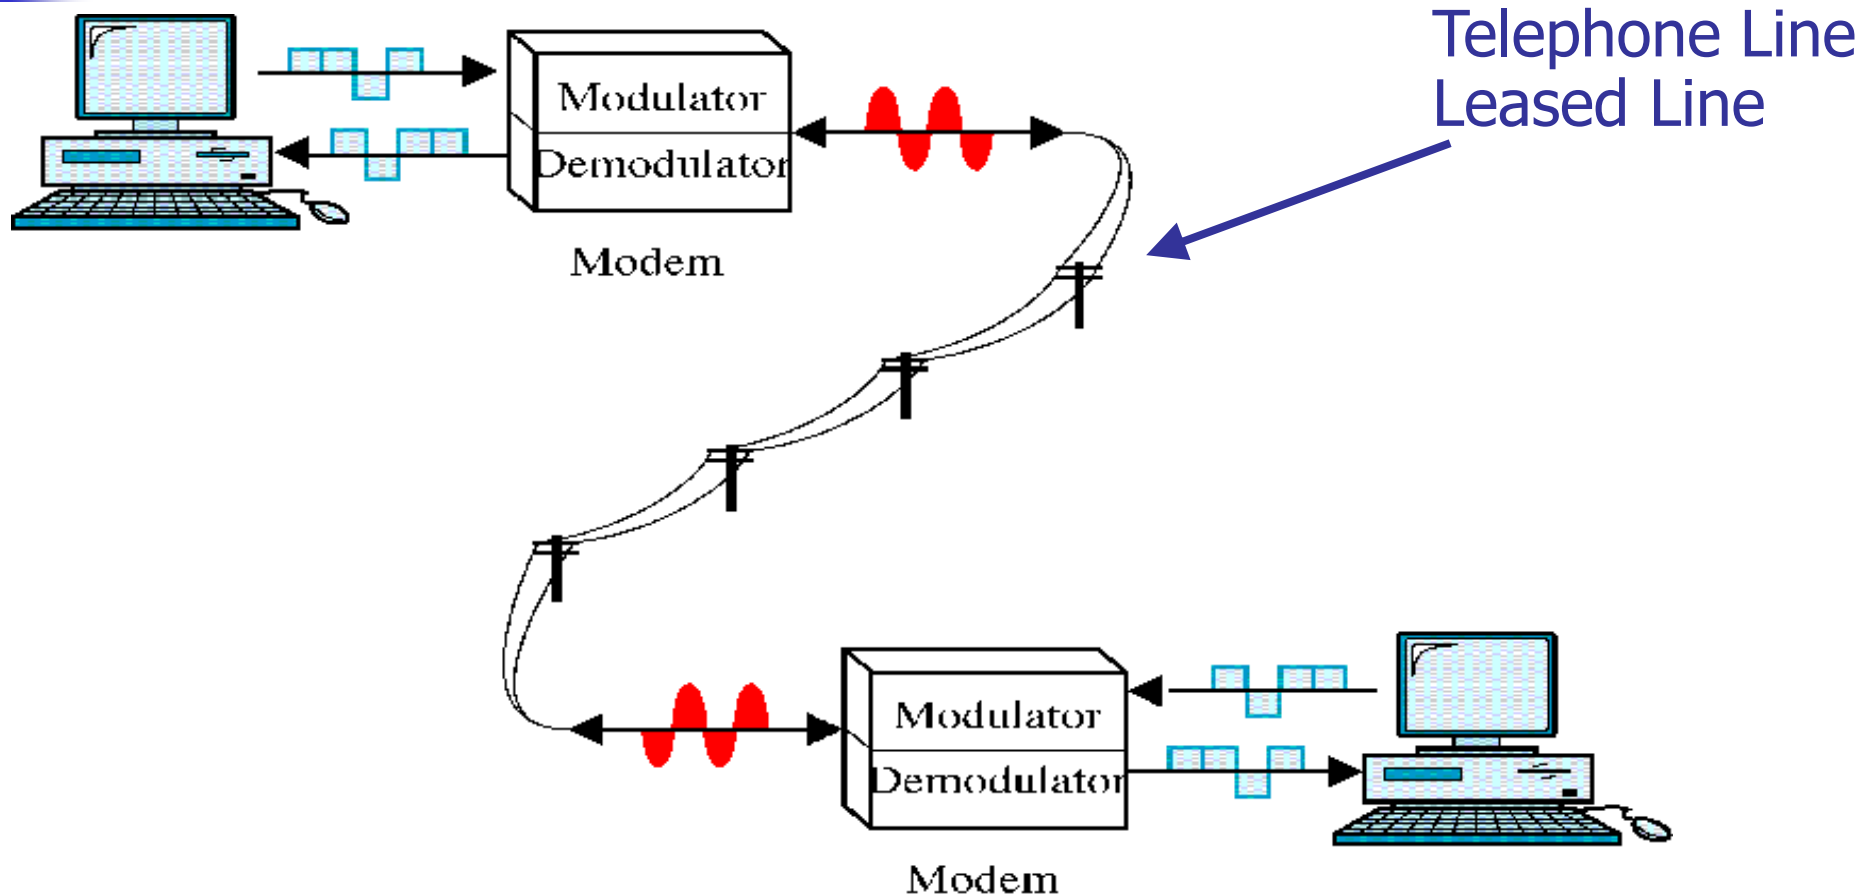 Telephone Line
Leased Line
Modulator
Demodulator
Modem
Modulator
Demodulator
Modem